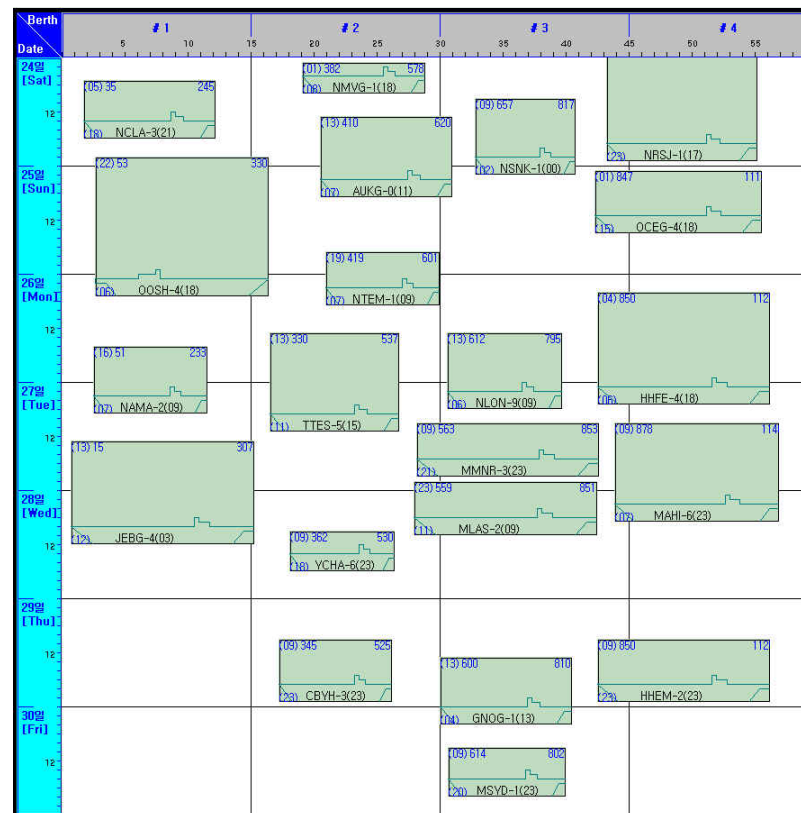 Berth
Date
# 1 # 2 # 3 # 4
5 10 15 20 25 30 35 40 45 50 55
24일
[Sat]
12
(05) 35 245
(18) NCLA-3(21)
(01) 382 578
(08) NMVG-1(18)
(13) 410 620
(07) AUKG-0(11)
(09) 657 817
(02) NSNK-1(00)
(23) NRSJ-1(17)
25일
[Sun]
12
(22) 53 330
(06) OOSH-4(18)
(01) 847 111
(15) OCEG-4(18)
(19) 419 601
(07) NTEM-1(09)
26일
[Mon]
12
(04) 850 112
(05) HHFE-4(18)
(16) 51 233
(07) NAMA-2(09)
(13) 330 537
(11) TTES-5(15)
(13) 612 795
(06) NLON-9(09)
27일
[Tue]
12
(13) 15 307
(12) JEBG-4(03)
(09) 563 853
(21) MMNR-3(23)
(09) 878 114
(07) MAHI-6(23)
28일
[Wed]
12
(23) 559 851
(11) MLAS-2(09)
(09) 362 530
(18) YCHA-6(23)
29일
[Thu]
12
(09) 345 525
(23) CBYH-3(23)
(13) 600 810
(04) GNOG-1(13)
(09) 850 112
(23) HHEM-2(23)
30일
[Fri]
12
(09) 614 802
(20) MSYD-1(23)